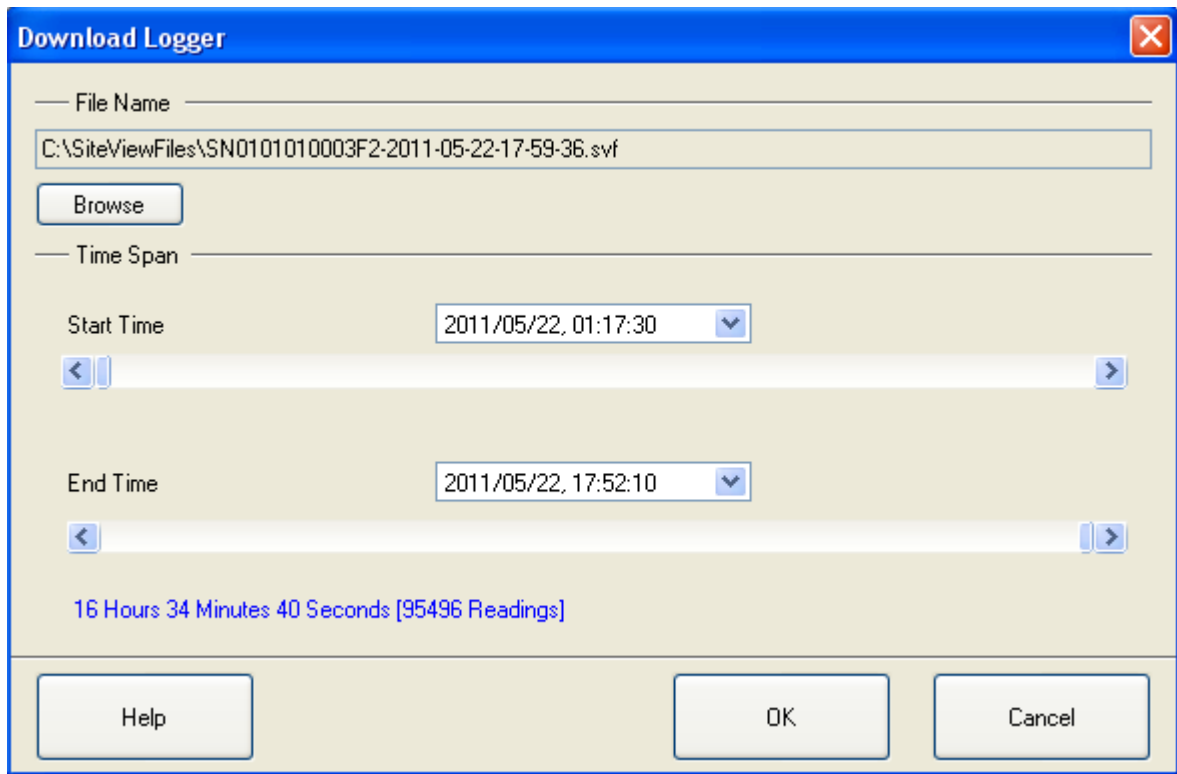 Download Logger
File Name
C:\SiteViewFiles\SN0101010003F2-2011-05-22-17-59-36.svf
Browse
Time Span
Start Time 2011/05/22, 01:17:30
End Time 2011/05/22, 17:52:10
16 Hours 34 Minutes 40 Seconds [95496 Readings]
Help OK Cancel